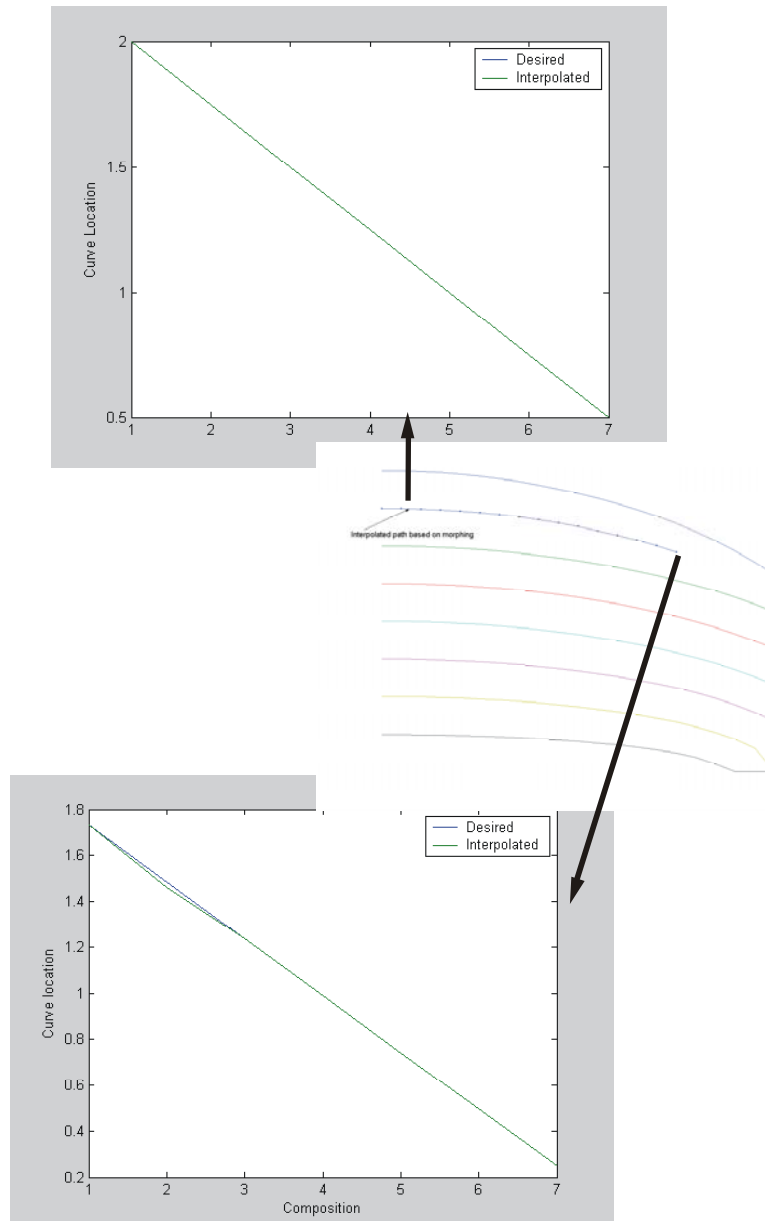 2
1.5
1
0.5
Curve Location
Desired
Interpolated
1 2 3 4 5 6 7
Interpolated path based on morphing
1.8
1.6
1.4
1.2
1
0.8
0.6
0.4
0.2
Curve location
Desired
Interpolated
1 2 3 4 5 6 7
Composition